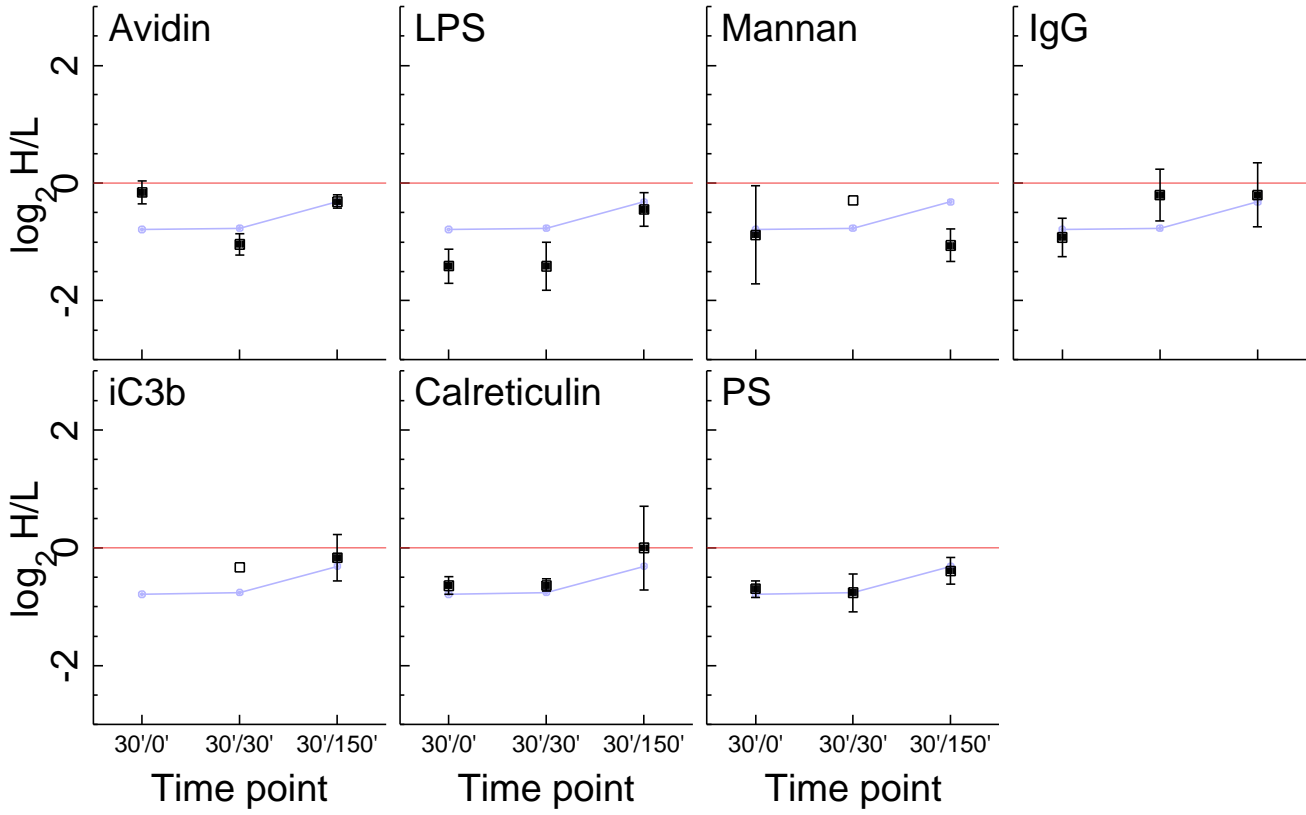 Avidin LPS Mannan IgG
2
0
-2
log2 H/L
iC3b Calreticulin PS
2
0
-2
log2 H/L
30'/0' 30'/30' 30'/150' 30'/0' 30'/30' 30'/150' 30'/0' 30'/30' 30'/150'
Time point Time point Time point